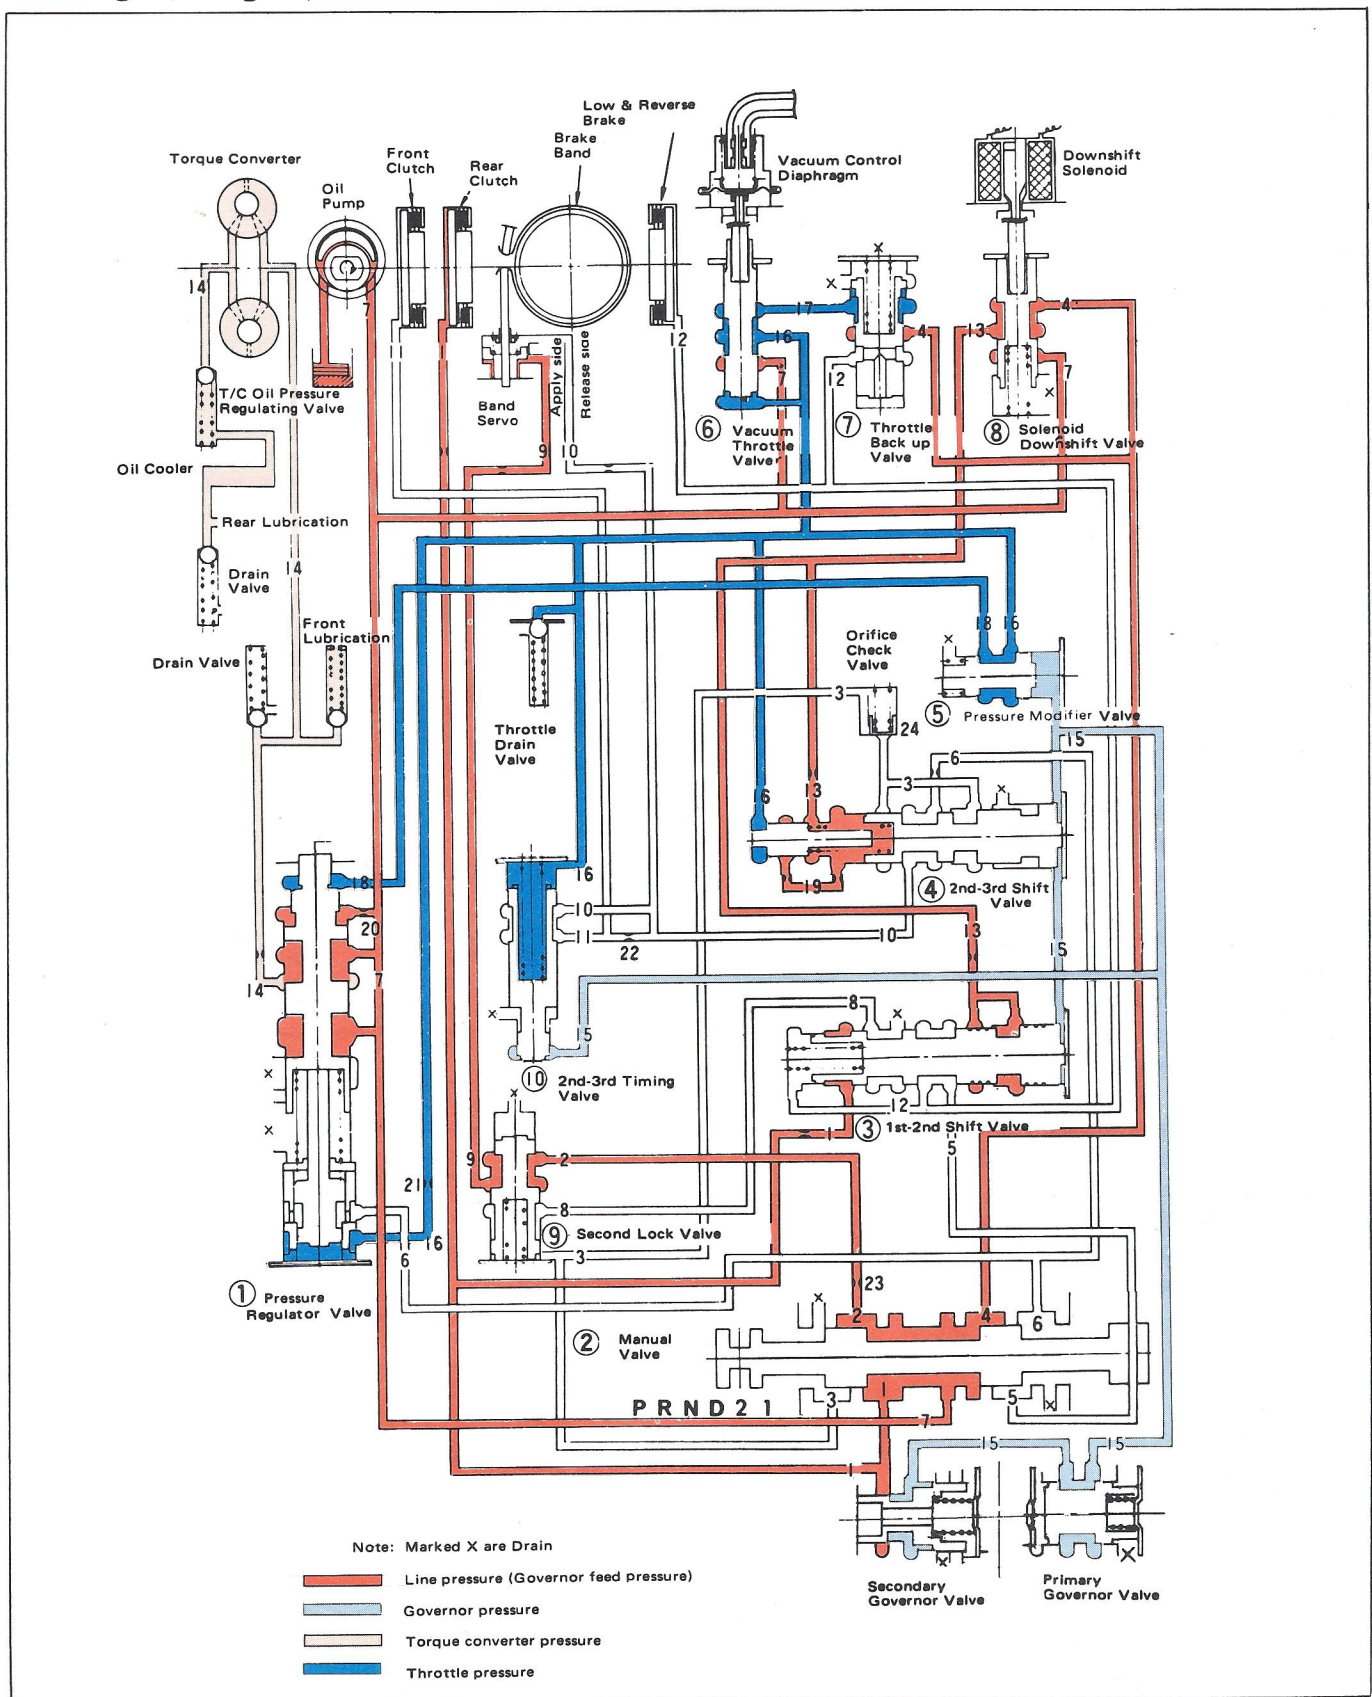 Low & Reverse
Brake
Brake
Band
Torque Converter
Front
Clutch
Rear
Clutch
Oil
Pump
Vacuum Control
Diaphragm
Downshift
Solenoid
14
7
17
4
4
13
16
11
1
12
7
12
7
Apply side
Release side
T/C Oil Pressure
Regulating Valve
Band
Servo
6 Vacuum
Throttle
Valve
7 Throttle
Back up
Valve
8 Solenoid
Downshift Valve
9
10
Oil Cooler
Rear Lubrication
14
Drain
Valve
Front
Lubrication
Drain Valve
18
16
Orifice
Check
Valve
3
5 Pressure Modifier Valve
24
15
Throttle
Drain
Valve
6
3
16
13
18
16
19
4 2nd-3rd Shift
Valve
10
20
11
22
10
13
15
14
7
8
15
10 2nd-3rd Timing
Valve
12
1
3 1st-2nd Shift Valve
5
9
2
21
8
9 Second Lock Valve
16
6
3
23
1 Pressure
Regulator Valve
2
4
6
2 Manual
Valve
3
1
5
P R N D 2 1
7
15
15
1
Note: Marked X are Drain
Line pressure (Governor feed pressure)
Governor pressure
Torque converter pressure
Throttle pressure
Secondary
Governor Valve
Primary
Governor Valve